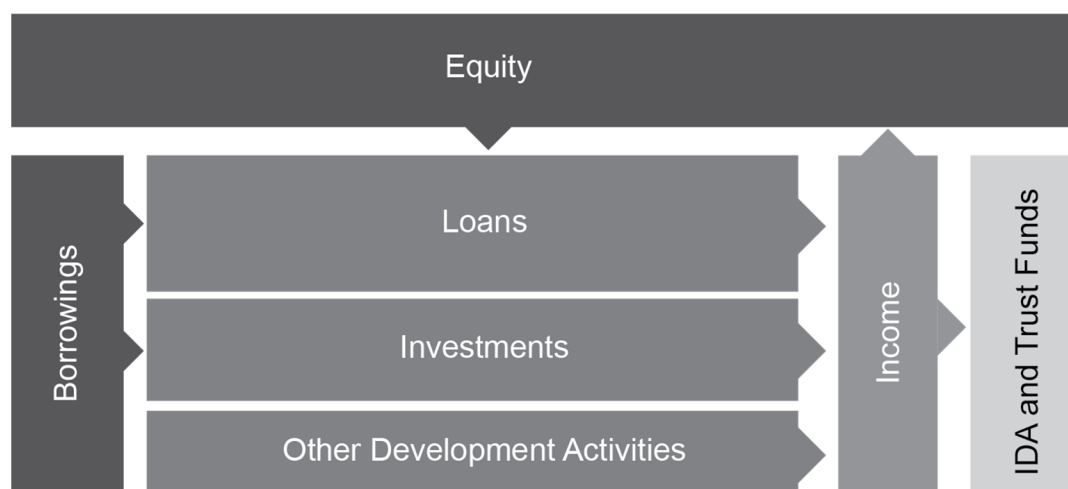 Equity
Borrowings
Loans
Investments
Other Development Activities
Income
IDA and Trust Funds